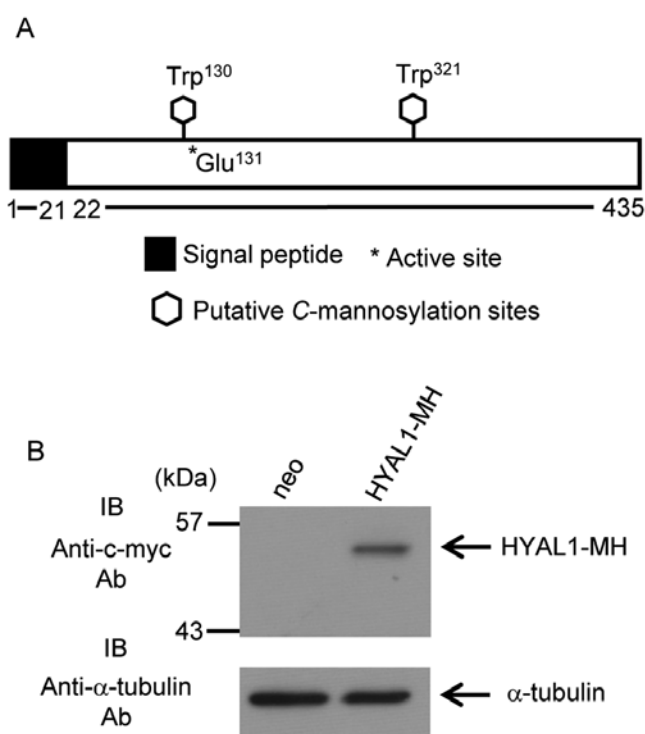 A
Trp130
Trp321
*Glu131
1 21 22 435
Signal peptide * Active site
Putative C-mannosylation sites
B
(kDa) neo HYAL1-MH
IB
Anti-c-myc
Ab
57
43
HYAL1-MH
IB
Anti-α-tubulin
Ab
α-tubulin